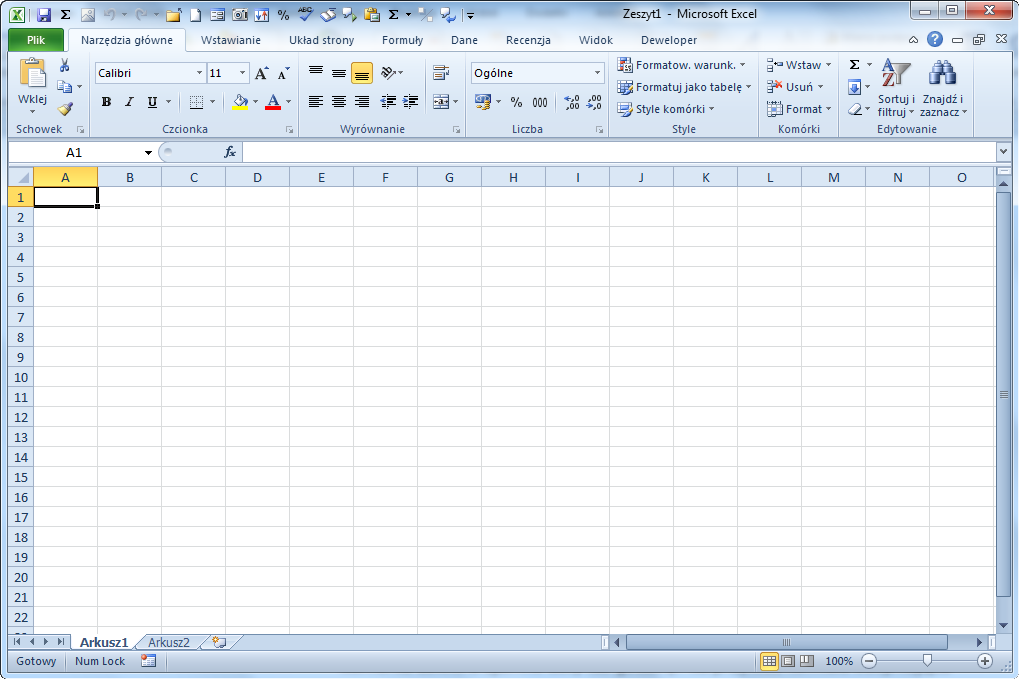 Zeszyt1 - Microsoft Excel
Plik Narzędzia główne Wstawianie Układ strony Formuły Dane Recenzja Widok Deweloper
Wklej
Schowek
Calibri 11
B I U
Czcionka
Wyrównanie
Ogólne
% 000
Liczba
Formatow. warunk.
Formatuj jako tabelę
Style komórki
Style
Wstaw
Usuń
Format
Komórki
Σ
Sortuj i filtruj
Znajdź i zaznacz
Edytowanie
A1 fx
A B C D E F G H I J K L M N O
1
2
3
4
5
6
7
8
9
10
11
12
13
14
15
16
17
18
19
20
21
22
Arkusz1 Arkusz2
Gotowy Num Lock 100%